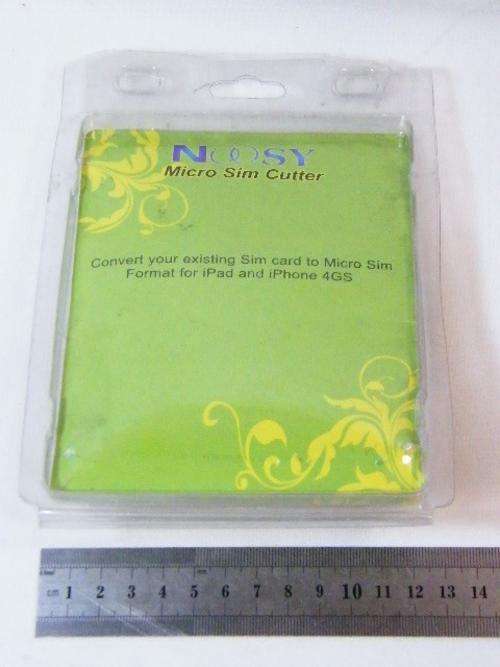 NOOSY
Micro Sim Cutter
Convert your existing Sim card to Micro Sim
Format for iPad and iPhone 4GS
cm 1 2 3 4 5 6 7 8 9 10 11 12 13 14